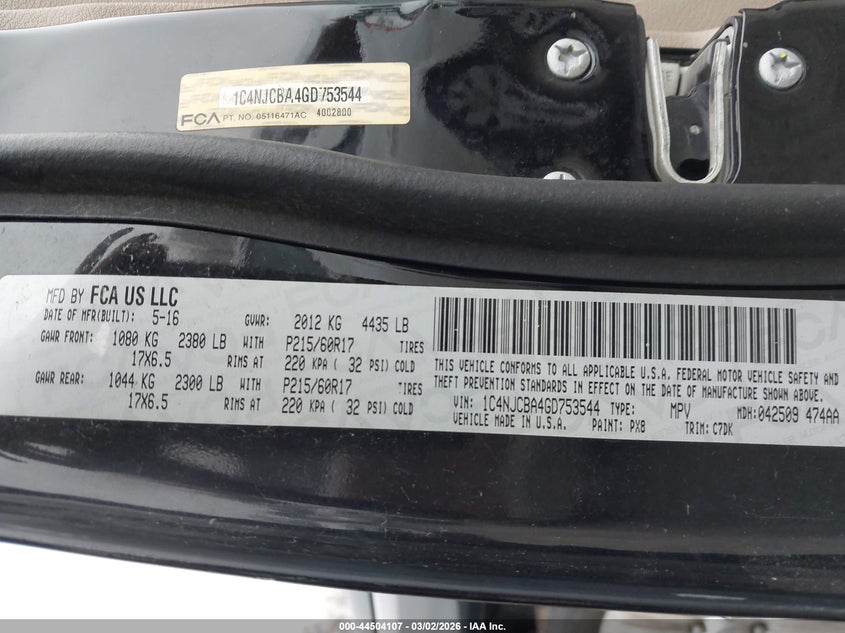 1C4NJCBA4GD753544
FCA PT. NO. 05116471AC 40C2800
MFD BY FCA US LLC
DATE OF MFR(BUILT): 5-16 GVWR: 2012 KG 4435 LB
GAWR FRONT: 1080 KG 2380 LB WITH P215/60R17 TIRES
17X6.5 RIMS AT 220 KPA ( 32 PSI) COLD
GAWR REAR: 1044 KG 2300 LB WITH P215/60R17 TIRES
17X6.5 RIMS AT 220 KPA ( 32 PSI) COLD
THIS VEHICLE CONFORMS TO ALL APPLICABLE U.S.A. FEDERAL MOTOR VEHICLE SAFETY AND
THEFT PREVENTION STANDARDS IN EFFECT ON THE DATE OF MANUFACTURE SHOWN ABOVE.
VIN: 1C4NJCBA4GD753544 TYPE: MPV MDH:042509 474AA
VEHICLE MADE IN U.S.A. PAINT: PX8 TRIM: C7DK
000-44504107 - 03/02/2026 - IAA Inc.